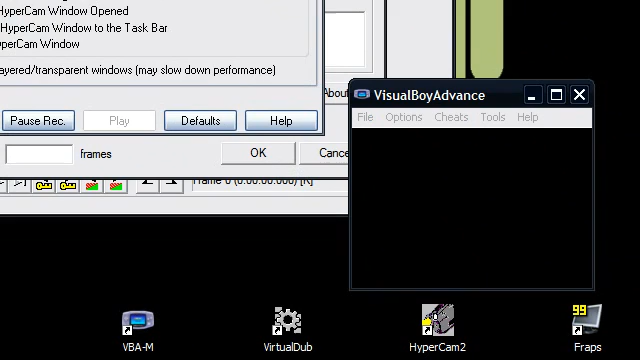 HyperCam Window Opened
HyperCam Window to the Task Bar
Window
layered/transparent windows (may slow down performance)
Pause Rec.
Play
Defaults
Help
About
frames
OK
Frame 0 (0:00:00.000) [K]
VisualBoyAdvance
File Options Cheats Tools Help
VBA-M
VirtualDub
HyperCam2
99
Fraps